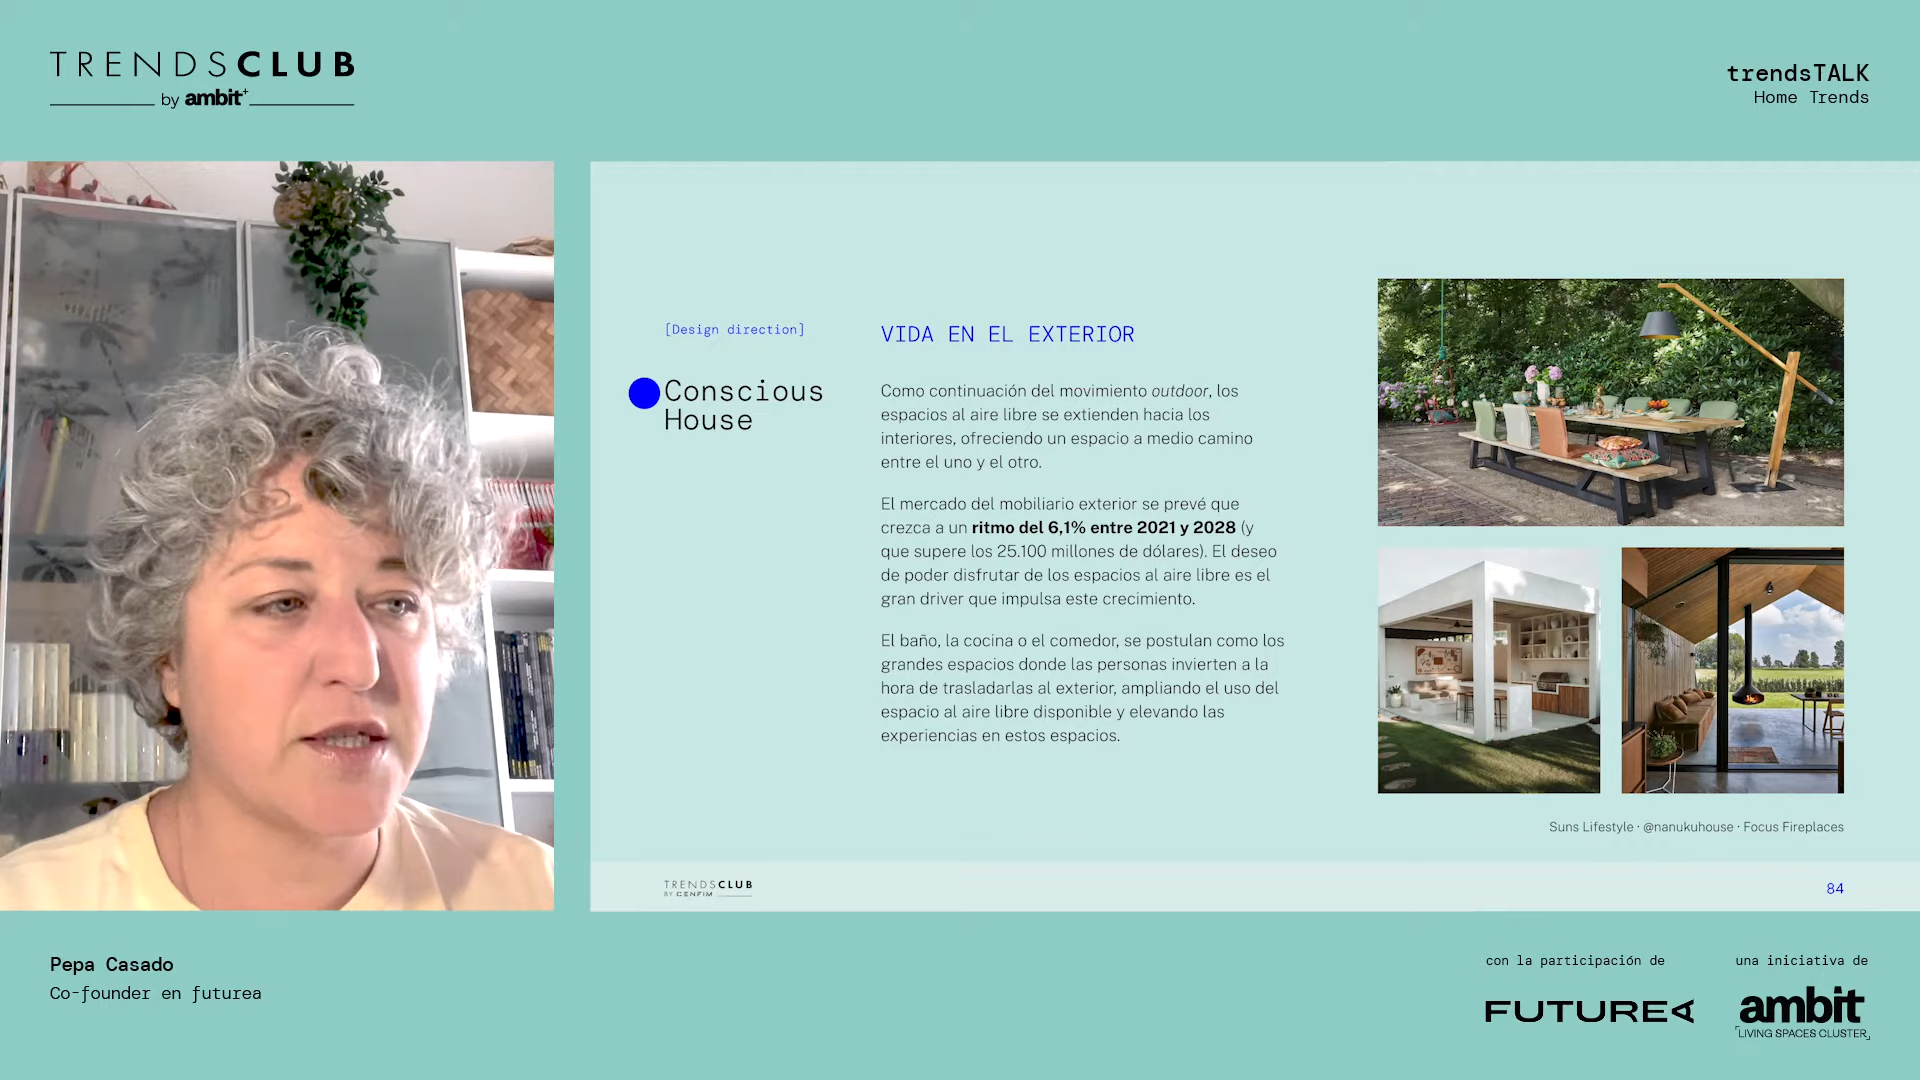 TRENDSCLUB
by ambit+
trendsTALK
Home Trends
[Design direction]
Conscious
House
VIDA EN EL EXTERIOR
Como continuación del movimiento outdoor, los
espacios al aire libre se extienden hacia los
interiores, ofreciendo un espacio a medio camino
entre el uno y el otro.
El mercado del mobiliario exterior se prevé que
crezca a un ritmo del 6,1% entre 2021 y 2028 (y
que supere los 25.100 millones de dólares). El deseo
de poder disfrutar de los espacios al aire libre es el
gran driver que impulsa este crecimiento.
El baño, la cocina o el comedor, se postulan como los
grandes espacios donde las personas invierten a la
hora de trasladarlas al exterior, ampliando el uso del
espacio al aire libre disponible y elevando las
experiencias en estos espacios.
Suns Lifestyle · @nanukuhouse · Focus Fireplaces
TRENDSCLUB
BY CENFIM
84
Pepa Casado
Co-founder en futurea
con la participación de
FUTUREA
una iniciativa de
ambit
LIVING SPACES CLUSTER